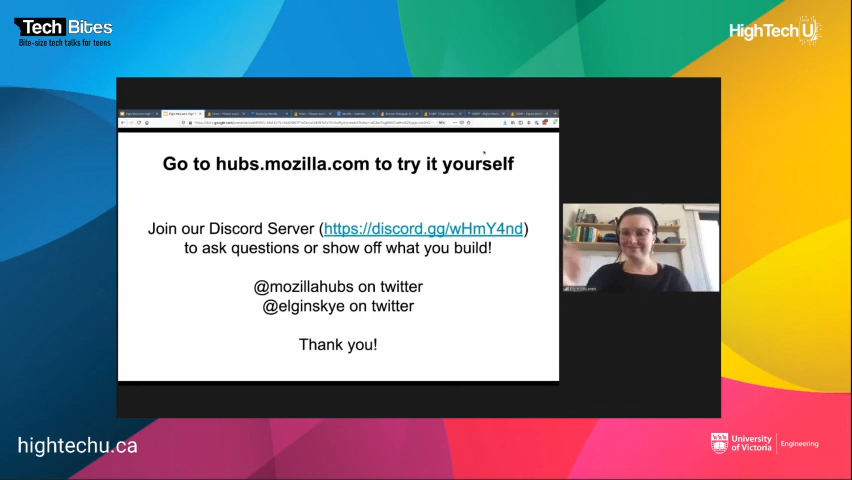 Tech Bites
Bite-size tech talks for teens
HighTechU
Go to hubs.mozilla.com to try it yourself
Join our Discord Server (https://discord.gg/wHmY4nd)
to ask questions or show off what you build!
@mozillahubs on twitter
@elginskye on twitter
Thank you!
hightechu.ca
University
of Victoria
Engineering